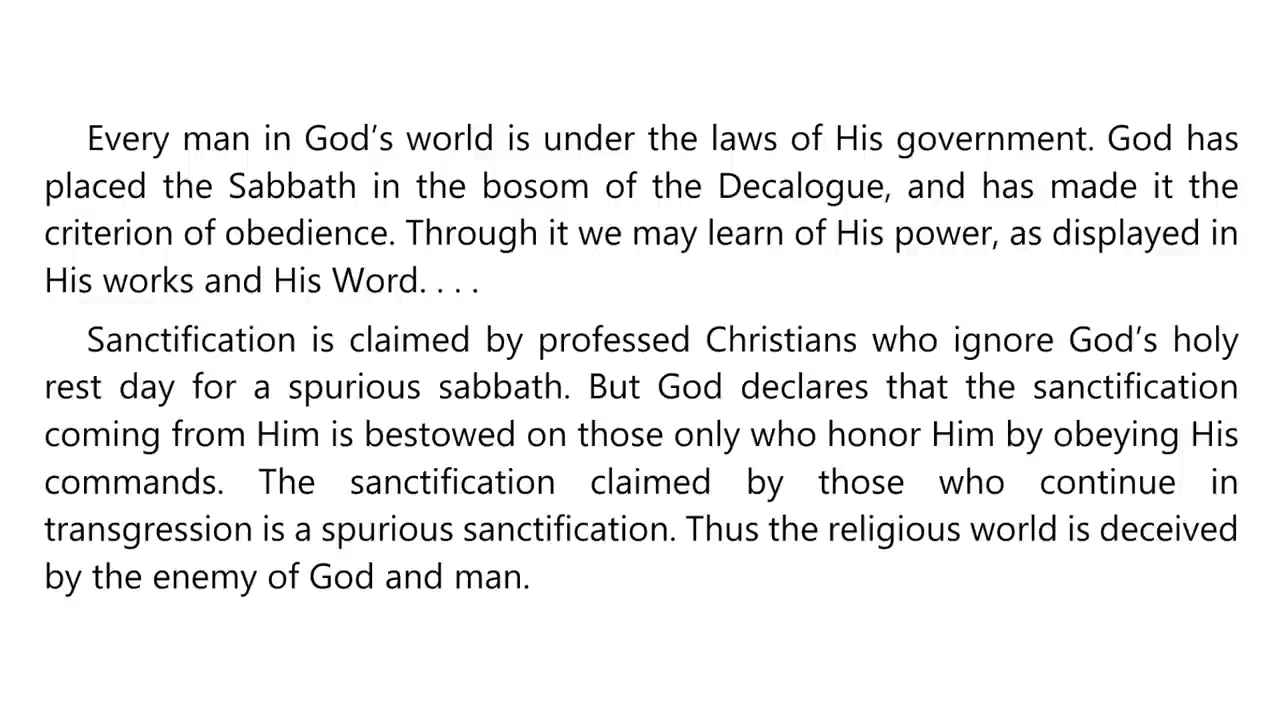 Every man in God’s world is under the laws of His government. God has
placed the Sabbath in the bosom of the Decalogue, and has made it the
criterion of obedience. Through it we may learn of His power, as displayed in
His works and His Word. . . .
Sanctification is claimed by professed Christians who ignore God’s holy
rest day for a spurious sabbath. But God declares that the sanctification
coming from Him is bestowed on those only who honor Him by obeying His
commands. The sanctification claimed by those who continue in
transgression is a spurious sanctification. Thus the religious world is deceived
by the enemy of God and man.